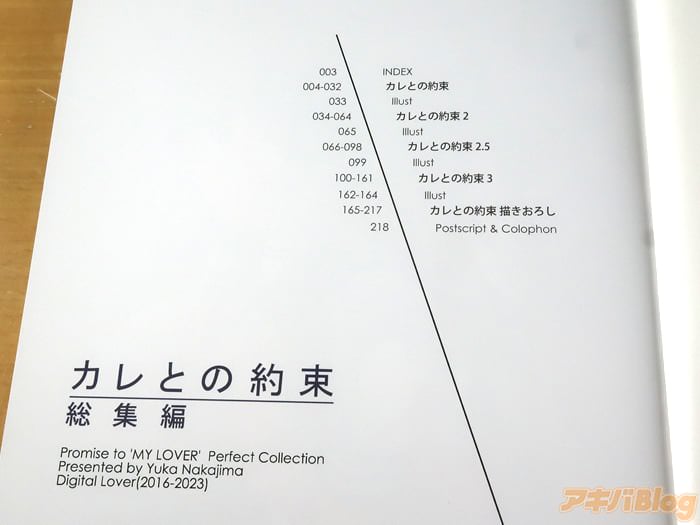 003 INDEX
004-032 カレとの約束
033 Illust
034-064 カレとの約束 2
065 Illust
066-098 カレとの約束 2.5
099 Illust
100-161 カレとの約束 3
162-164 Illust
165-217 カレとの約束 描きおろし
218 Postscript & Colophon
カレとの約束
総集編
Promise to 'MY LOVER' Perfect Collection
Presented by Yuka Nakajima
Digital Lover(2016-2023)
アキバBlog